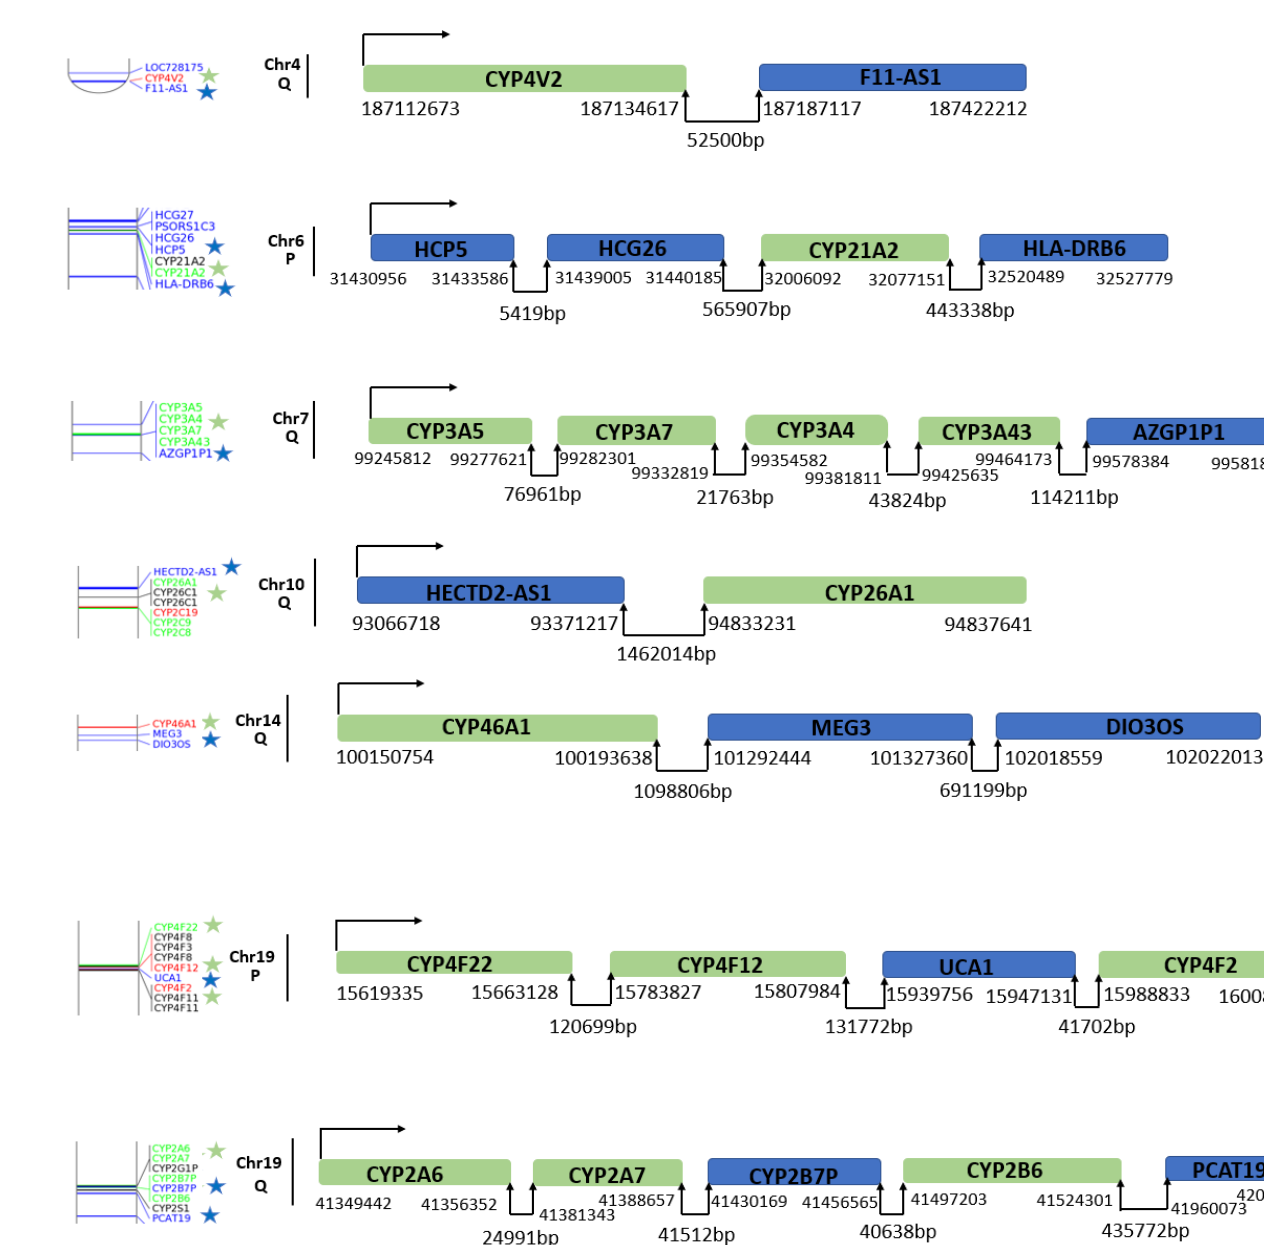 LOC728175
CYP4V2
F11-AS1
Chr4
Q
CYP4V2
F11-AS1
187112673
187134617
187187117
187422212
52500bp
HCG27
PSORS1C3
HCG26
HCP5
CYP21A2
CYP21A2
HLA-DRB6
Chr6
P
HCP5
HCG26
CYP21A2
HLA-DRB6
31430956
31433586
31439005
31440185
32006092
32077151
32520489
32527779
5419bp
565907bp
443338bp
CYP3A5
CYP3A4
CYP3A7
CYP3A43
AZGP1P1
Chr7
Q
CYP3A5
CYP3A7
CYP3A4
CYP3A43
AZGP1P1
99245812
99277621
99282301
99332819
99354582
99381811
99425635
99464173
99578384
995818
76961bp
21763bp
43824bp
114211bp
HECTD2-AS1
CYP26A1
CYP26C1
CYP26C1
CYP2C19
CYP2C9
CYP2C8
Chr10
Q
HECTD2-AS1
CYP26A1
93066718
93371217
94833231
94837641
1462014bp
CYP46A1
MEG3
DIO3OS
Chr14
Q
CYP46A1
MEG3
DIO3OS
100150754
100193638
101292444
101327360
102018559
102022013
1098806bp
691199bp
CYP4F22
CYP4F8
CYP4F3
CYP4F8
CYP4F12
UCA1
CYP4F2
CYP4F11
CYP4F11
Chr19
P
CYP4F22
CYP4F12
UCA1
CYP4F2
15619335
15663128
15783827
15807984
15939756
15947131
15988833
16008
120699bp
131772bp
41702bp
CYP2A6
CYP2A7
CYP2G1P
CYP2B7P
CYP2B7P
CYP2B6
CYP2S1
PCAT19
Chr19
Q
CYP2A6
CYP2A7
CYP2B7P
CYP2B6
PCAT19
41349442
41356352
41381343
41388657
41430169
41456565
41497203
41524301
41960073
420
24991bp
41512bp
40638bp
435772bp